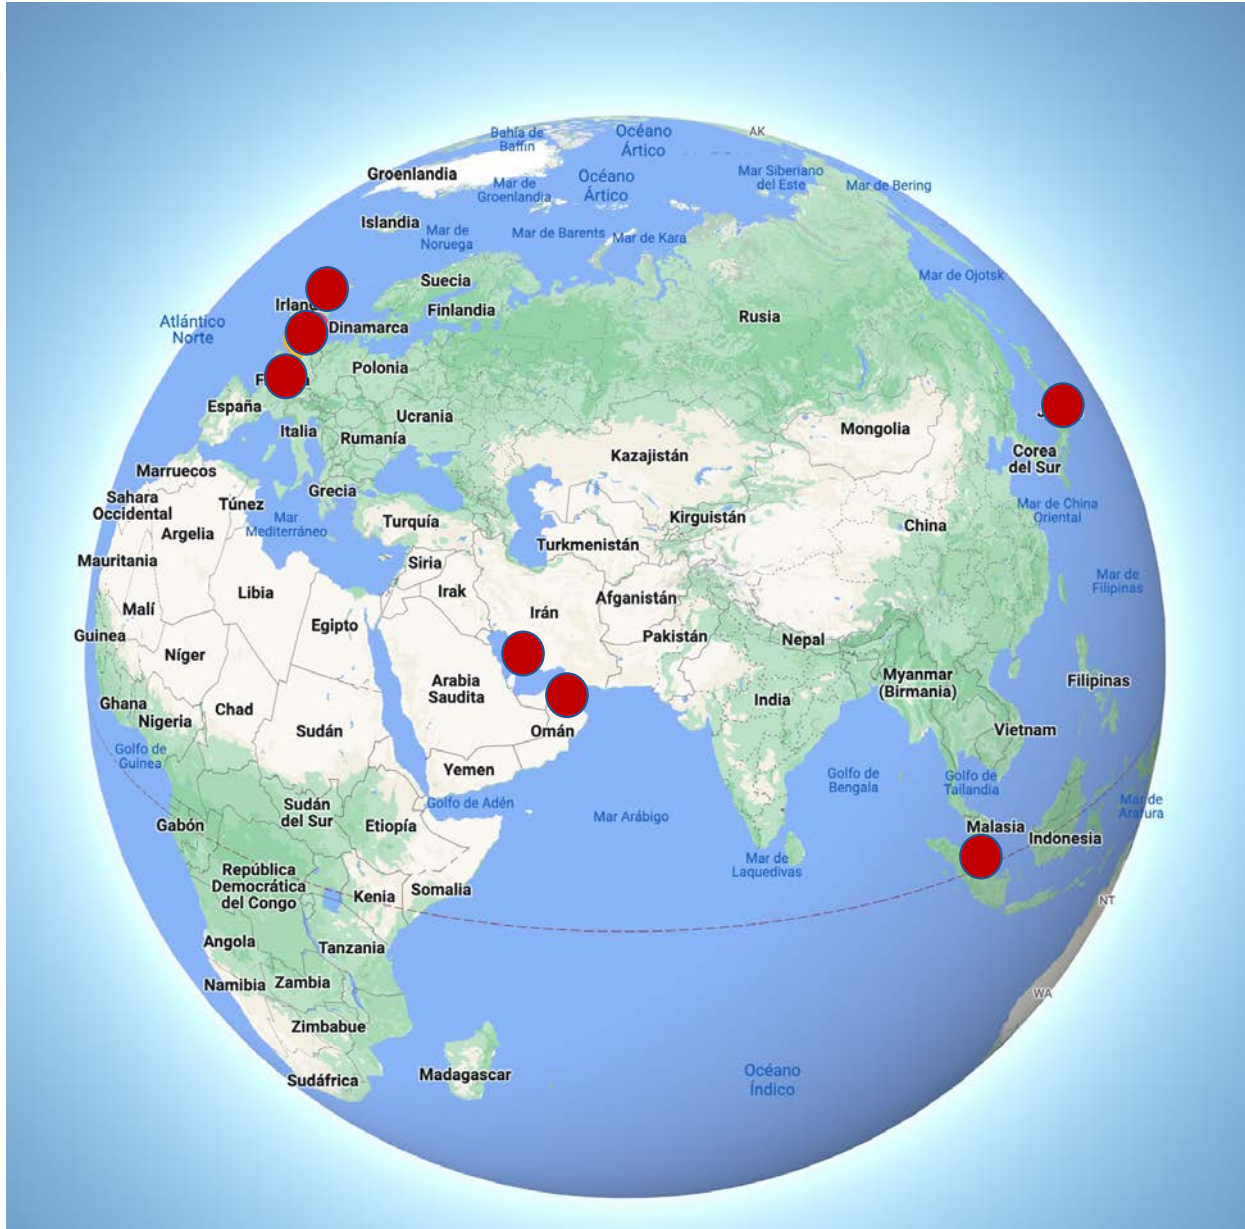 AK
Bahía de
Baffin
Océano
Ártico
Groenlandia
Mar de
Groenlandia
Océano
Ártico
Mar Siberiano
del Este
Mar de Bering
Islandia
Mar de
Noruega
Mar de Barents
Mar de Kara
Suecia
Mar de Ojotsk
Finlandia
Rusia
Atlántico
Norte
Dinamarca
Polonia
España
Ucrania
Italia
Rumanía
Mongolia
Kazajistán
Corea
del Sur
Marruecos
Sahara
Occidental
Túnez
Grecia
Mar
Mediterráneo
Turquía
Kirguistán
China
Mar de China
Oriental
Argelia
Turkmenistán
Mauritania
Siria
Irak
Libia
Afganistán
Mar de
Filipinas
Malí
Egipto
Irán
Guinea
Níger
Pakistán
Nepal
Arabia
Saudita
Myanmar
(Birmania)
Filipinas
Ghana
Nigeria
Chad
India
Sudán
Omán
Vietnam
Golfo de
Guinea
Yemen
Golfo de
Bengala
Golfo de
Tailandia
Sudán
del Sur
Golfo de Adén
Mar Arábigo
Mar de
Arafura
Gabón
Etiopía
Malasia
Indonesia
Mar de
Laquedivas
República
Democrática
del Congo
Kenia
Somalia
NT
Angola
Tanzania
Namibia
Zambia
WA
Zimbabue
Sudáfrica
Madagascar
Océano
Índico